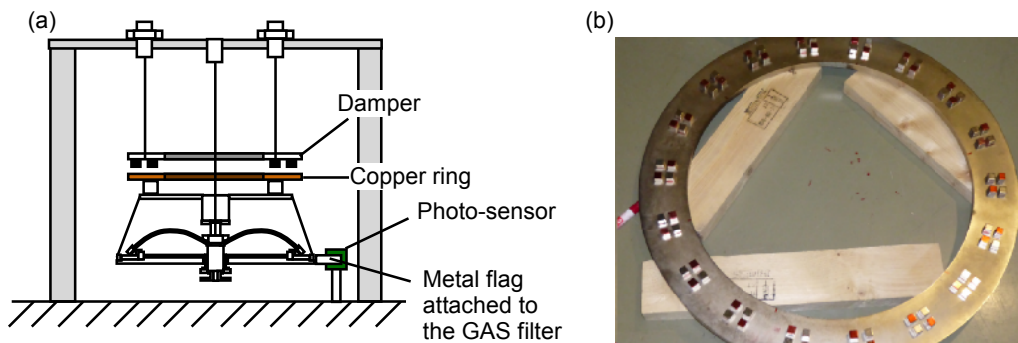 (a)
Damper
Copper ring
Photo-sensor
Metal flag
attached to
the GAS filter
(b)